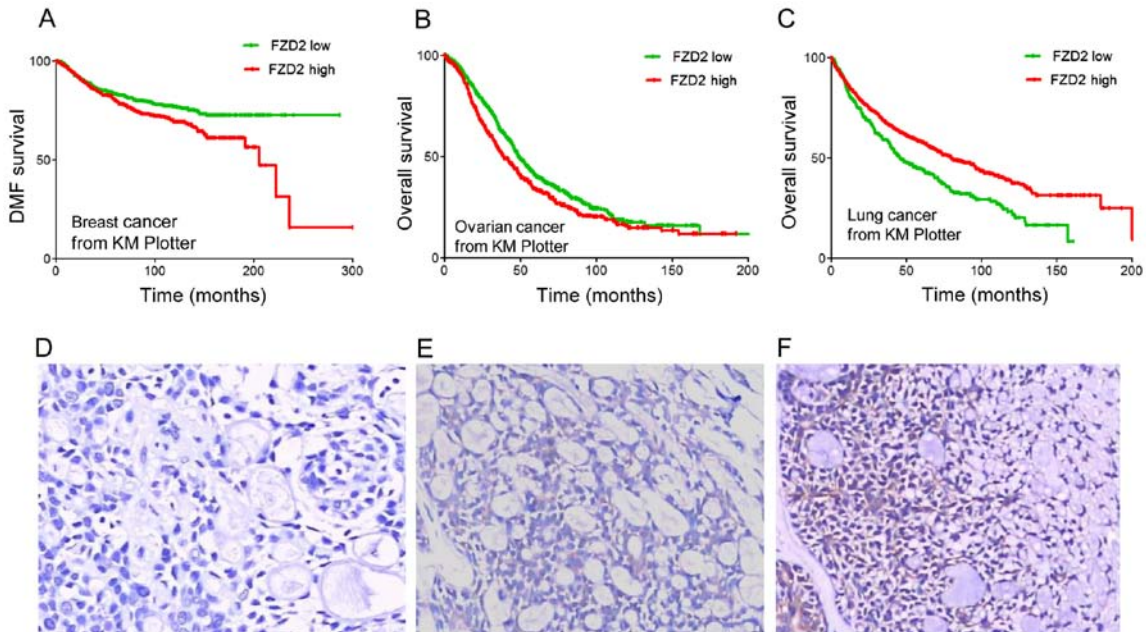 A
FZD2 low
FZD2 high
100
50
0
DMF survival
Breast cancer
from KM Plotter
0 100 200 300
Time (months)
B
FZD2 low
FZD2 high
100
50
0
Overall survival
Ovarian cancer
from KM Plotter
0 50 100 150 200
Time (months)
C
FZD2 low
FZD2 high
100
50
0
Overall survival
Lung cancer
from KM Plotter
0 50 100 150 200
Time (months)
D
E
F